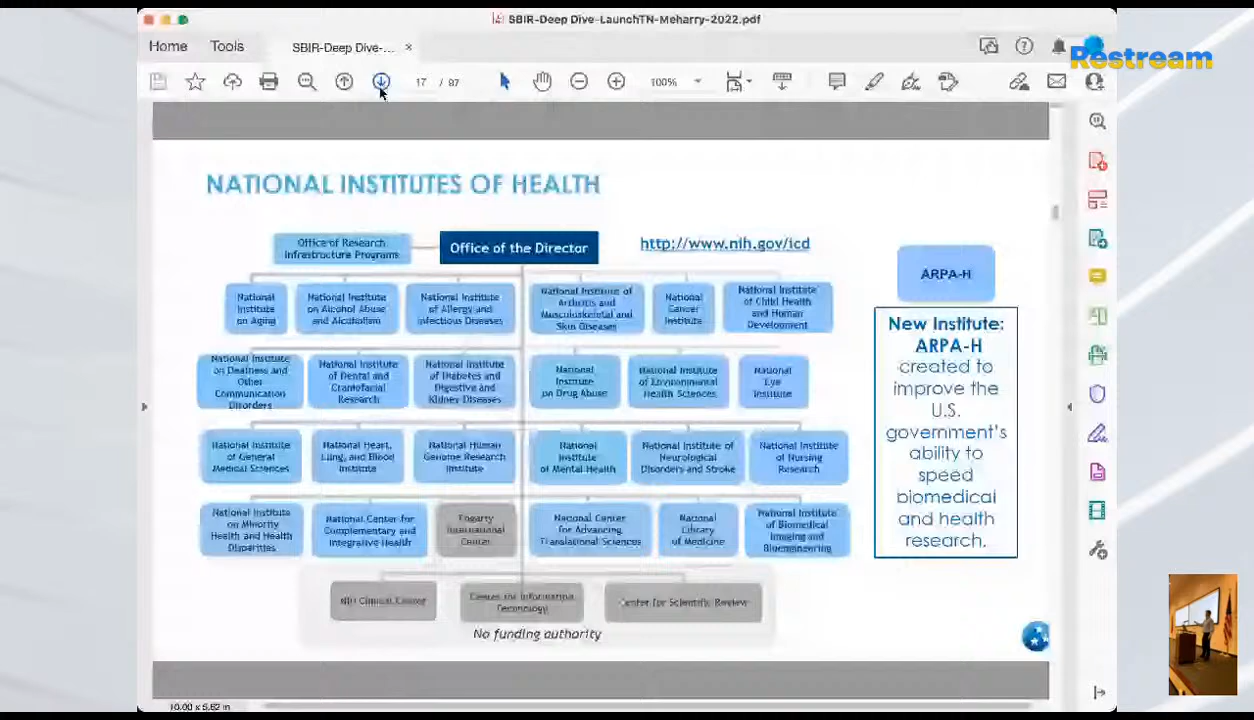 SBIR-Deep Dive-LaunchTN-Meharry-2022.pdf
Home
Tools
SBIR-Deep Dive-...
×
Restream
17 / 87
100%
NATIONAL INSTITUTES OF HEALTH
Office of Research
Infrastructure Programs
Office of the Director
http://www.nih.gov/icd
ARPA-H
National
Institute
on Aging
National Institute
on Alcohol Abuse
and Alcoholism
National Institute
of Allergy and
Infectious Diseases
National Institute of
Arthritis and
Musculoskeletal and
Skin Diseases
National
Cancer
Institute
National Institute
of Child Health
and Human
Development
New Institute:
ARPA-H
created to
improve the
U.S.
government's
ability to
speed
biomedical
and health
research.
National Institute
on Deafness and
Other
Communication
Disorders
National Institute
of Dental and
Craniofacial
Research
National Institute
of Diabetes and
Digestive and
Kidney Diseases
National
Institute
on Drug Abuse
National Institute
of Environmental
Health Sciences
National
Eye
Institute
National Institute
of General
Medical Sciences
National Heart,
Lung, and Blood
Institute
National Human
Genome Research
Institute
National
Institute
of Mental Health
National Institute of
Neurological
Disorders and Stroke
National Institute
of Nursing
Research
National Institute
on Minority
Health and Health
Disparities
National Center for
Complementary and
Integrative Health
Fogarty
International
Center
National Center
for Advancing
Translational Sciences
National
Library
of Medicine
National Institute
of Biomedical
Imaging and
Bioengineering
NIH Clinical Center
Center for Information
Technology
Center for Scientific Review
No funding authority
10.00 x 5.62 in